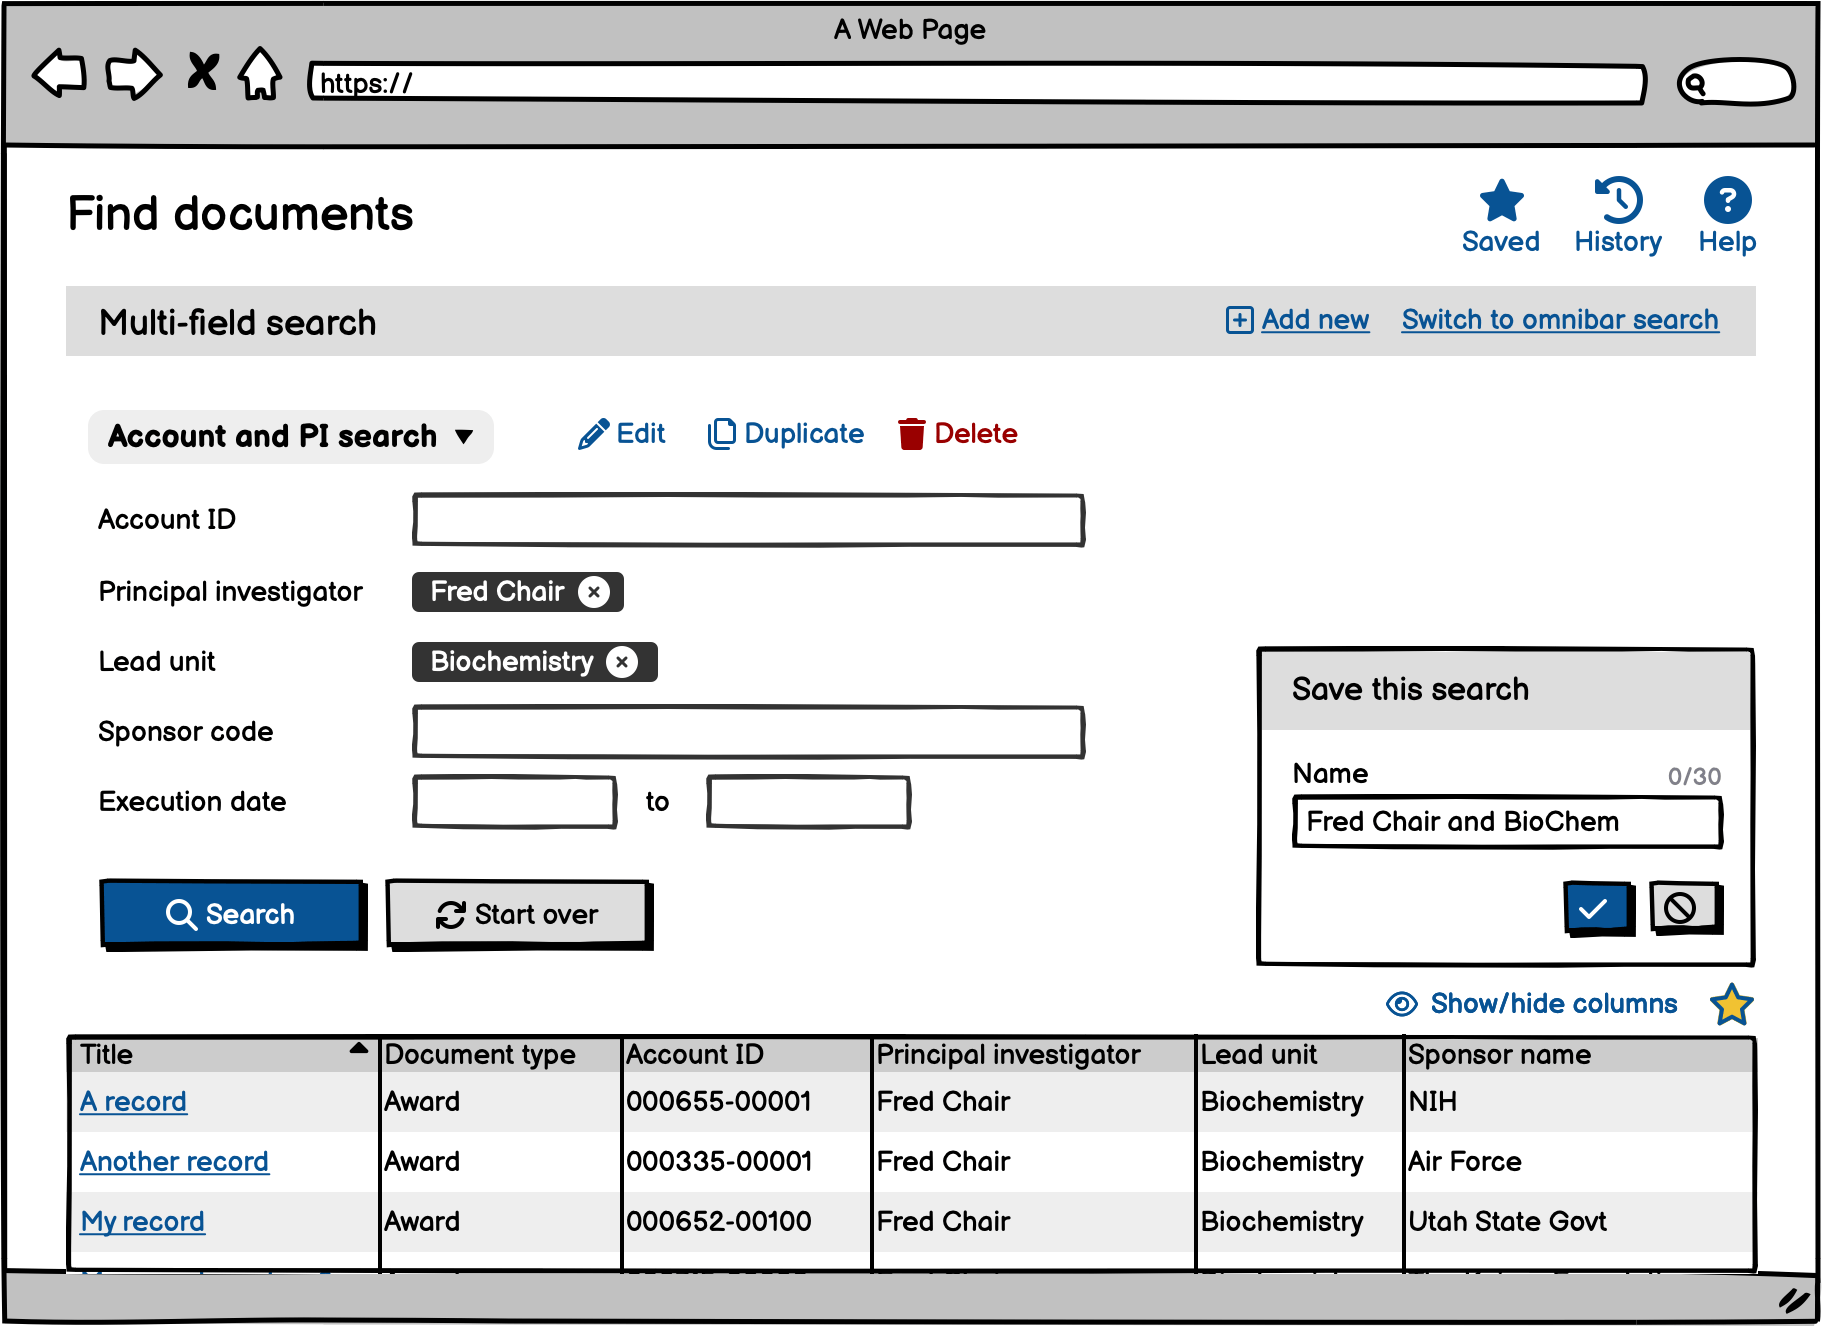 A Web Page
https://
Find documents
Saved
History
Help
Multi-field search
Add new
Switch to omnibar search
Account and PI search
Edit
Duplicate
Delete
Account ID
Principal investigator
Fred Chair
Lead unit
Biochemistry
Sponsor code
Execution date
to
Search
Start over
Save this search
Name
0/30
Fred Chair and BioChem
Show/hide columns
Title Document type Account ID Principal investigator Lead unit Sponsor name
A record Award 000655-00001 Fred Chair Biochemistry NIH
Another record Award 000335-00001 Fred Chair Biochemistry Air Force
My record Award 000652-00100 Fred Chair Biochemistry Utah State Govt